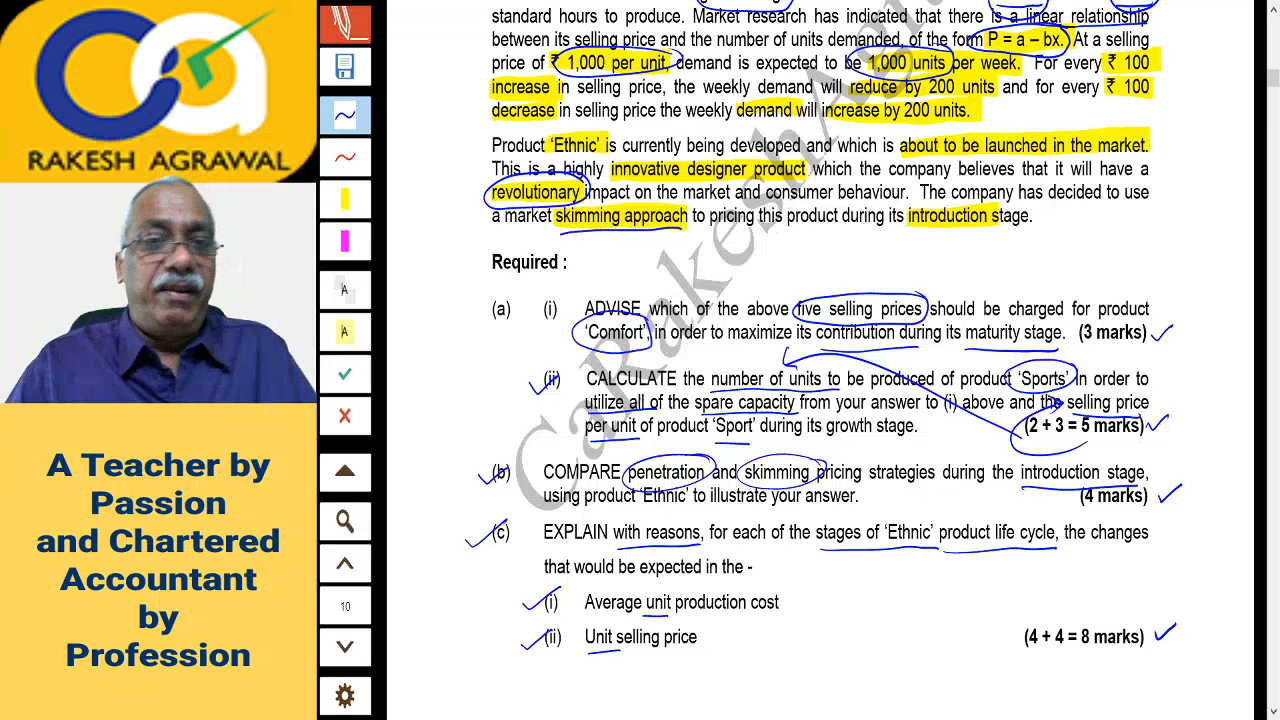 standard hours to produce. Market research has indicated that there is a linear relationship
between its selling price and the number of units demanded, of the form P = a – bx. At a selling
price of ₹ 1,000 per unit, demand is expected to be 1,000 units per week. For every ₹ 100
increase in selling price, the weekly demand will reduce by 200 units and for every ₹ 100
decrease in selling price the weekly demand will increase by 200 units.
Product ‘Ethnic’ is currently being developed and which is about to be launched in the market.
This is a highly innovative designer product which the company believes that it will have a
revolutionary impact on the market and consumer behaviour. The company has decided to use
a market skimming approach to pricing this product during its introduction stage.
Required :
(a) (i) ADVISE which of the above five selling prices should be charged for product
‘Comfort’, in order to maximize its contribution during its maturity stage. (3 marks)
(ii) CALCULATE the number of units to be produced of product ‘Sports’ in order to
utilize all of the spare capacity from your answer to (i) above and the selling price
per unit of product ‘Sport’ during its growth stage. (2 + 3 = 5 marks)
(b) COMPARE penetration and skimming pricing strategies during the introduction stage,
using product ‘Ethnic’ to illustrate your answer. (4 marks)
(c) EXPLAIN with reasons, for each of the stages of ‘Ethnic’ product life cycle, the changes
that would be expected in the -
(i) Average unit production cost
(ii) Unit selling price (4 + 4 = 8 marks)
RAKESH AGRAWAL
A Teacher by
Passion
and Chartered
Accountant
by
Profession
A
A
10